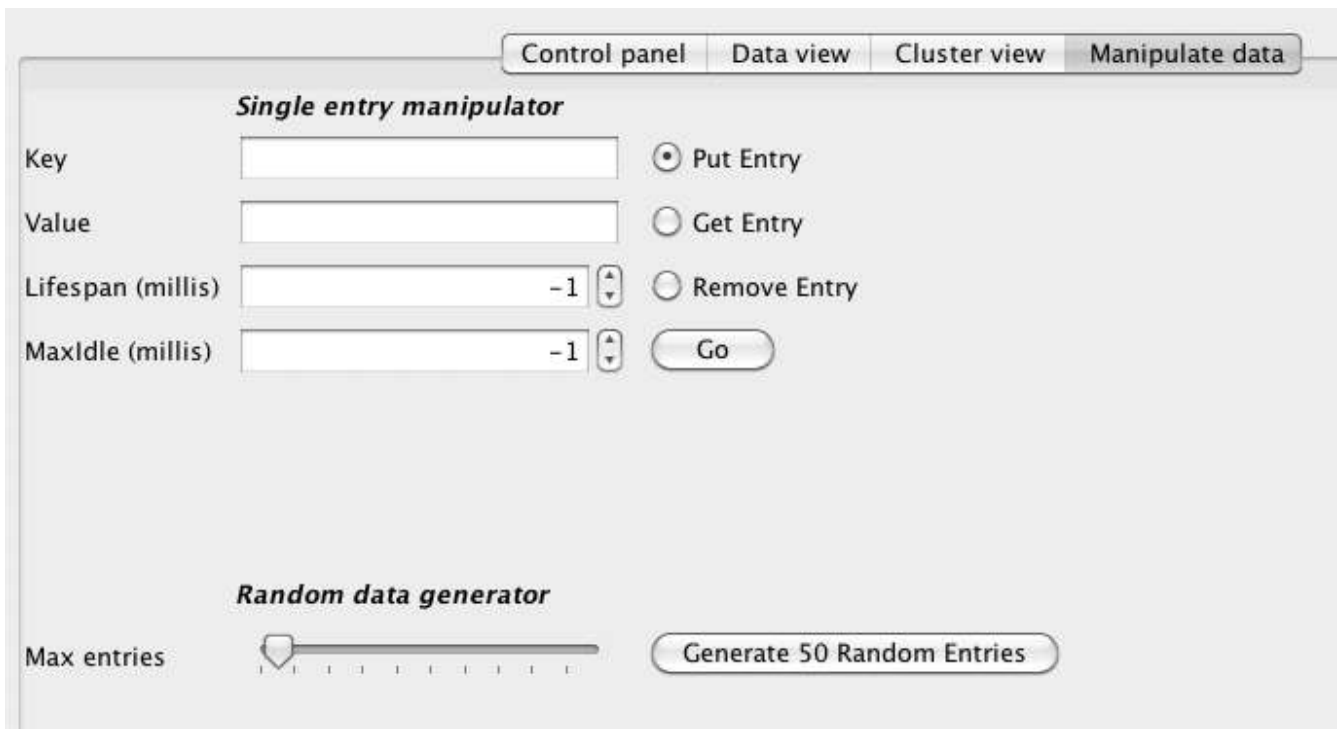 Control panel Data view Cluster view Manipulate data
Single entry manipulator
Key Put Entry
Value Get Entry
Lifespan (millis) -1 Remove Entry
MaxIdle (millis) -1 Go
Random data generator
Max entries Generate 50 Random Entries